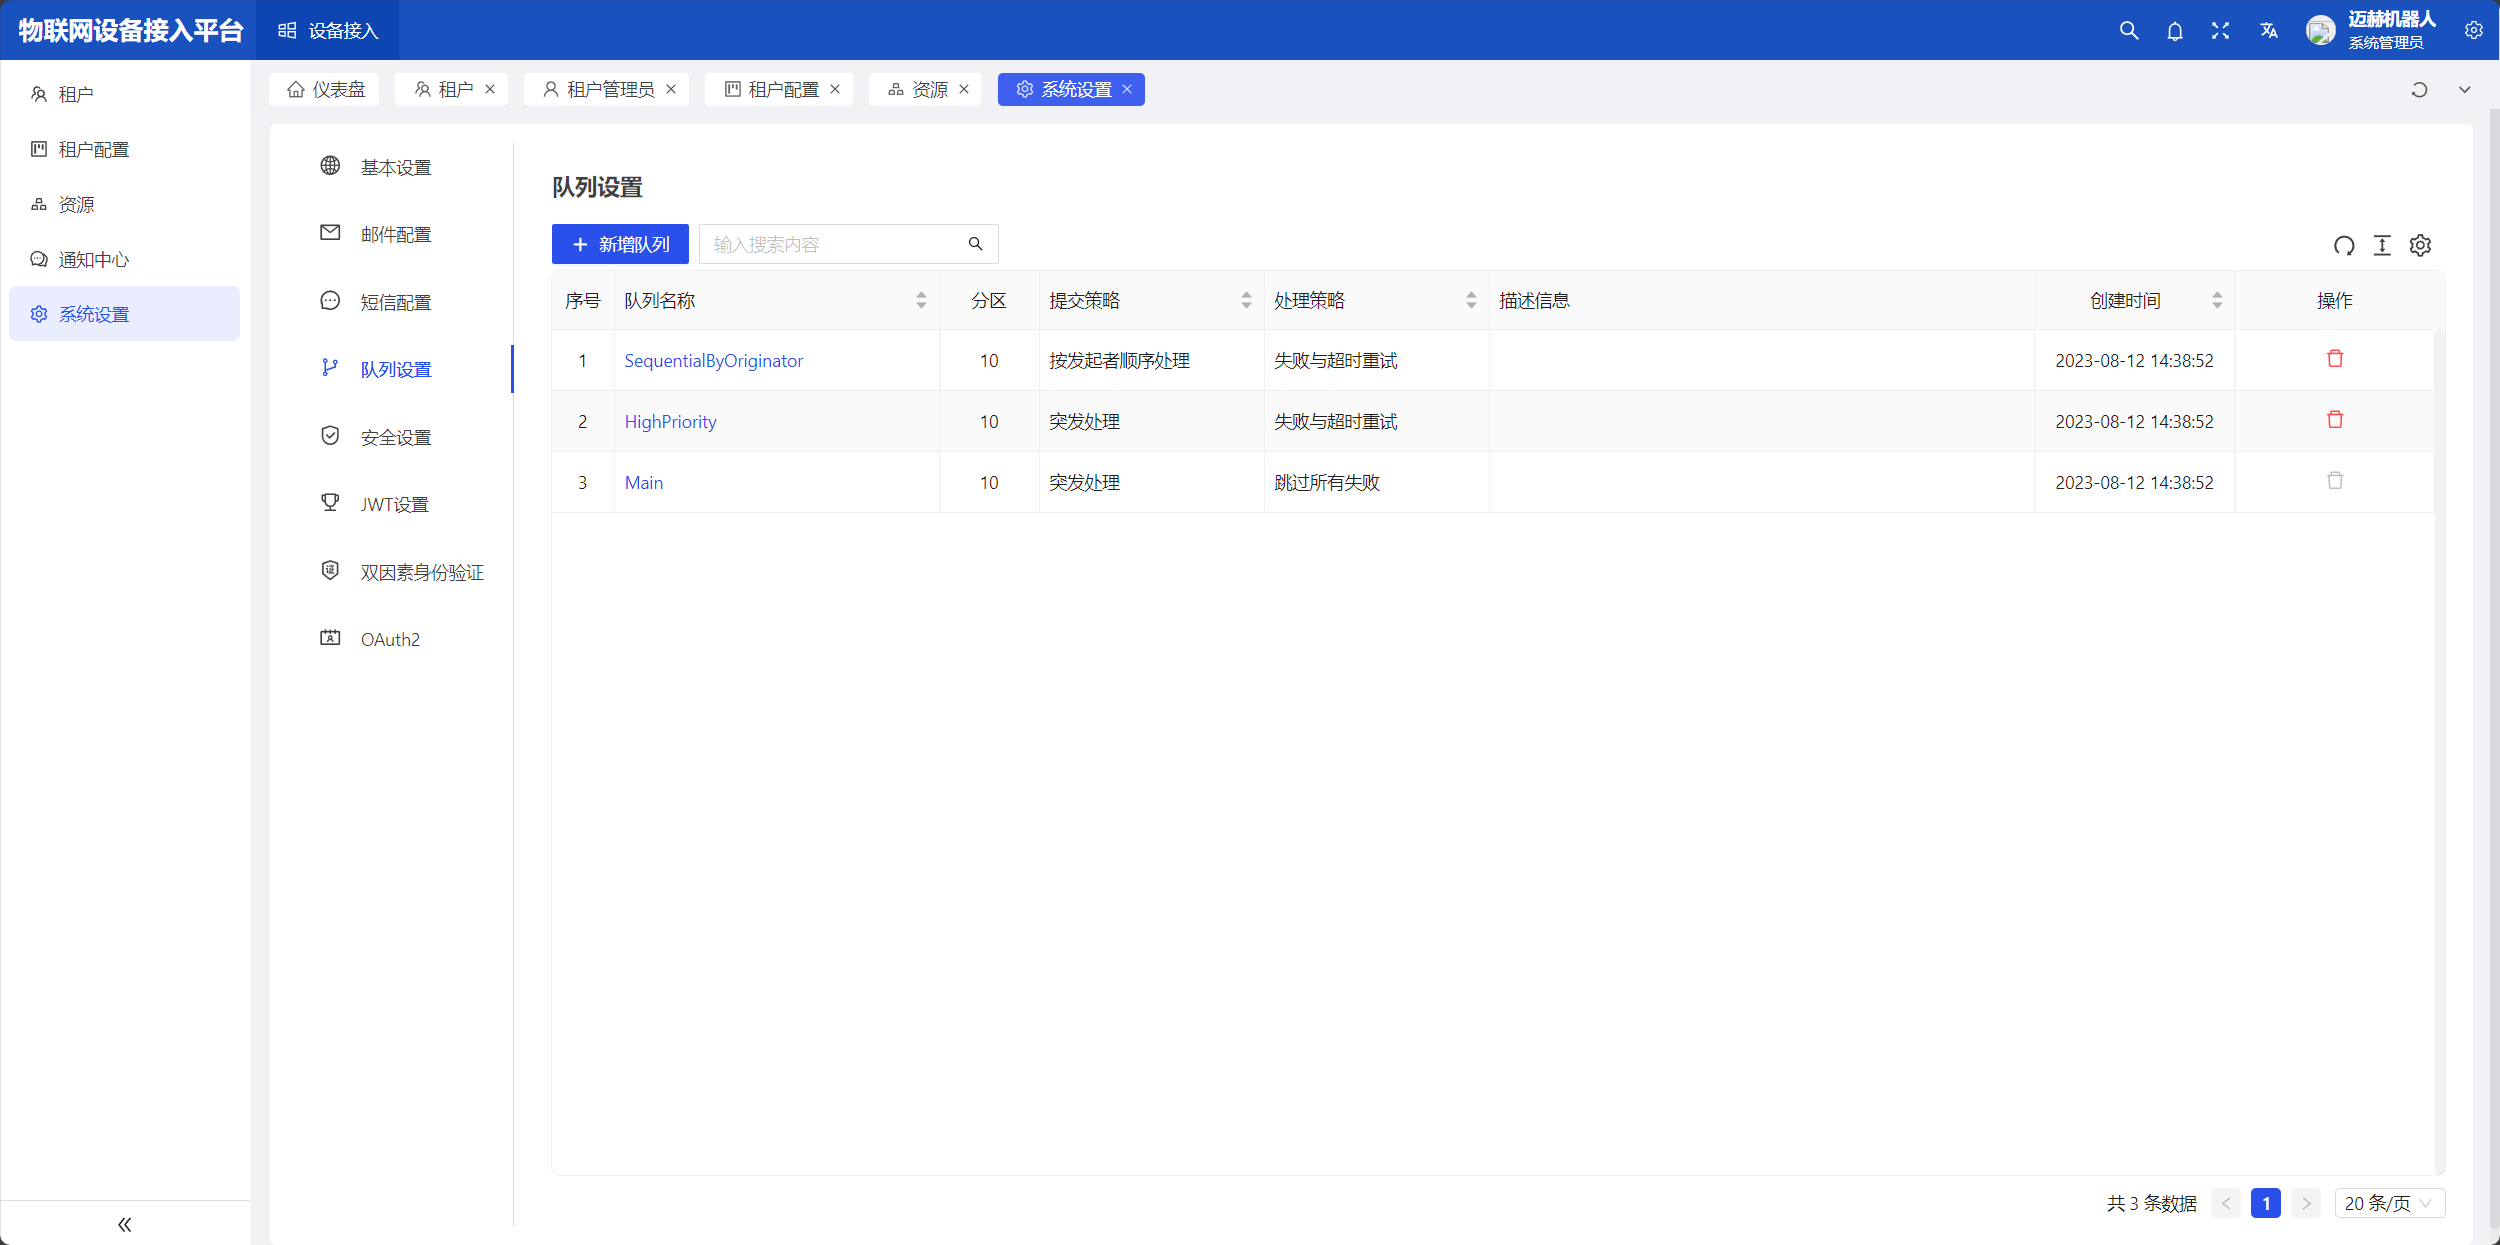 物联网设备接入平台
设备接入
迈赫机器人
系统管理员
租户
租户配置
资源
通知中心
系统设置
仪表盘
租户
租户管理员
租户配置
资源
系统设置
基本设置
邮件配置
短信配置
队列设置
安全设置
JWT设置
双因素身份验证
OAuth2
队列设置
新增队列
输入搜索内容
序号 队列名称 分区 提交策略 处理策略 描述信息 创建时间 操作
1 SequentialByOriginator 10 按发起者顺序处理 失败与超时重试 2023-08-12 14:38:52
2 HighPriority 10 突发处理 失败与超时重试 2023-08-12 14:38:52
3 Main 10 突发处理 跳过所有失败 2023-08-12 14:38:52
共 3 条数据 1 20 条/页